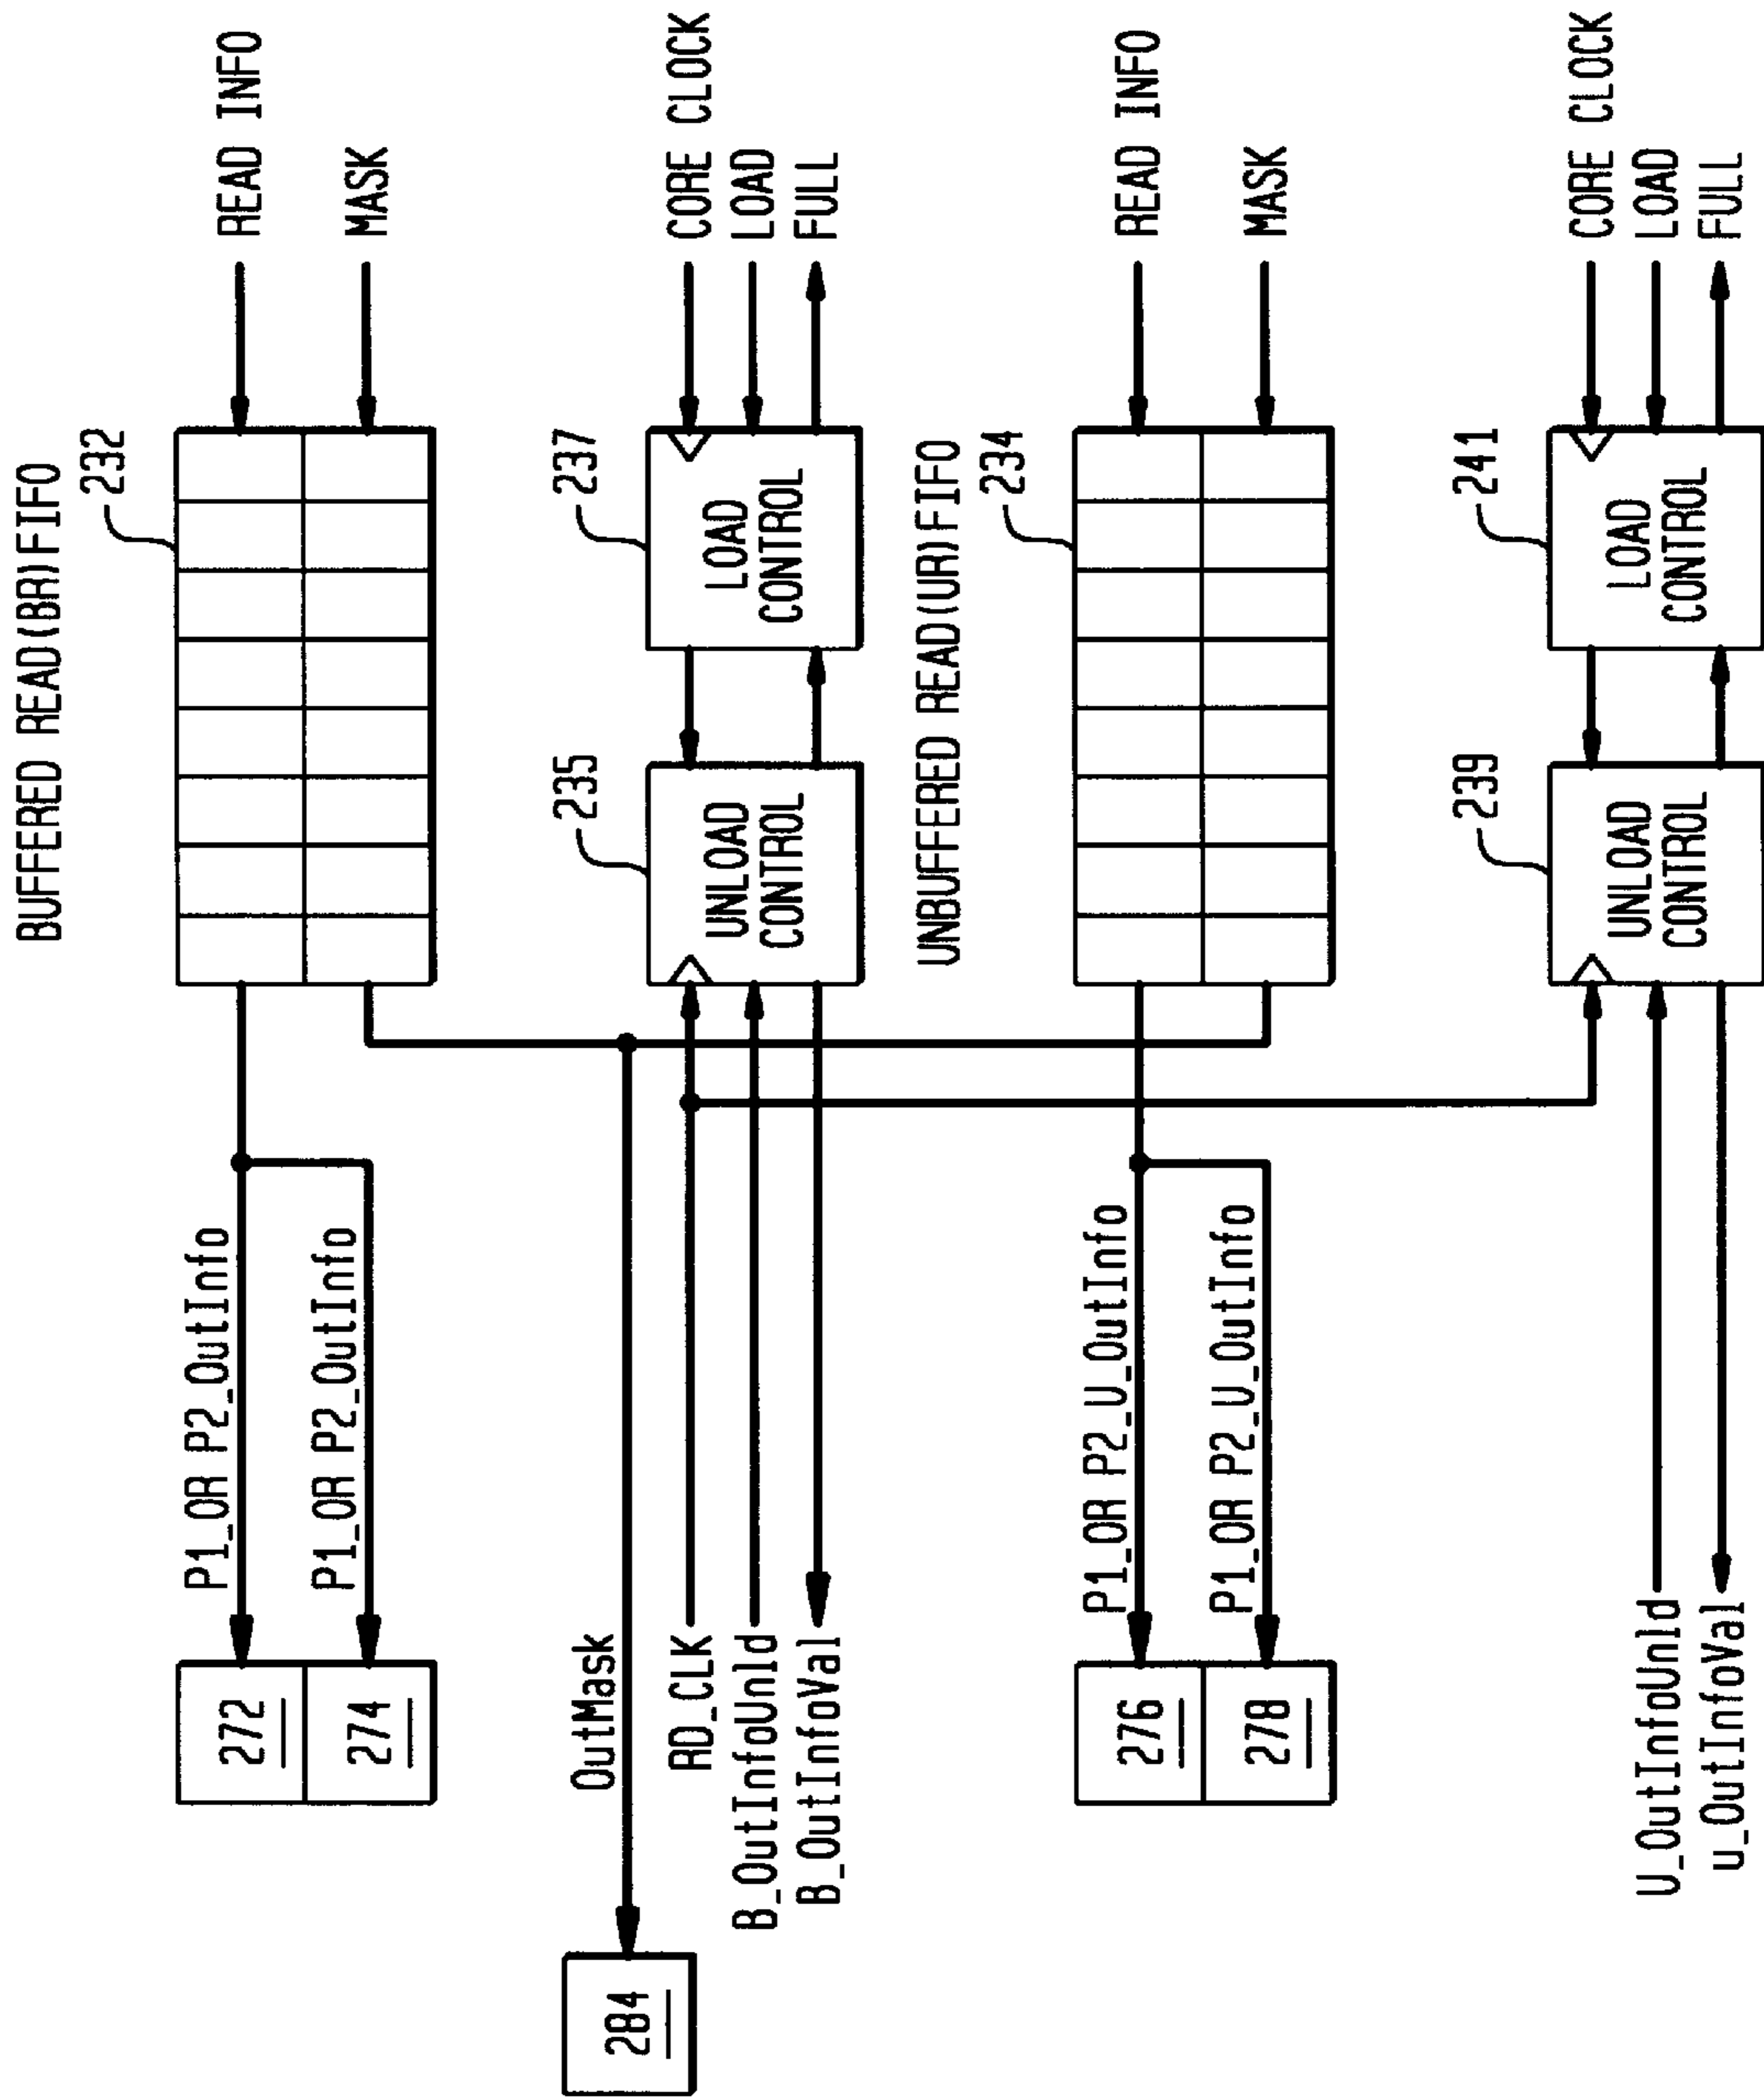 BUFFERED READ(BR)FIFO
232
P1_OR P2_OutInfo
272
READ INFO
P1_OR P2_OutInfo
274
MASK
235
237
OutMask
284
RD_CLK
B_OutInfoUnld
B_OutInfoVal
UNLOAD
CONTROL
LOAD
CONTROL
CORE CLOCK
LOAD
FULL
UNBUFFERED READ(UR)FIFO
234
P1_OR P2_U_OutInfo
276
READ INFO
P1_OR P2_U_OutInfo
278
MASK
239
241
U_OutInfoUnld
u_OutInfoVal
UNLOAD
CONTROL
LOAD
CONTROL
CORE CLOCK
LOAD
FULL